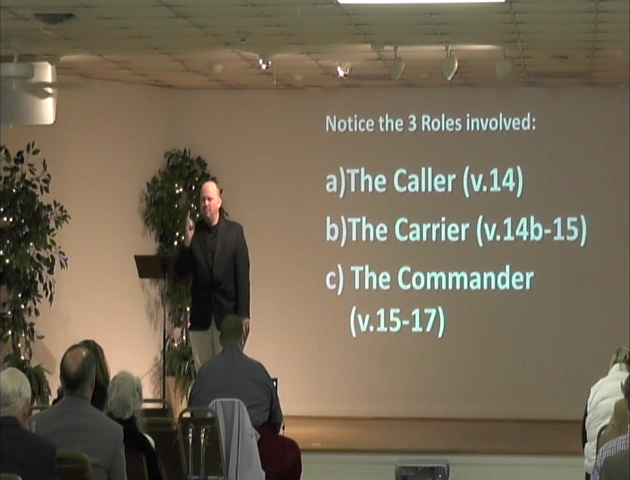 Notice the 3 Roles involved:
a)The Caller (v.14)
b)The Carrier (v.14b-15)
c) The Commander
(v.15-17)